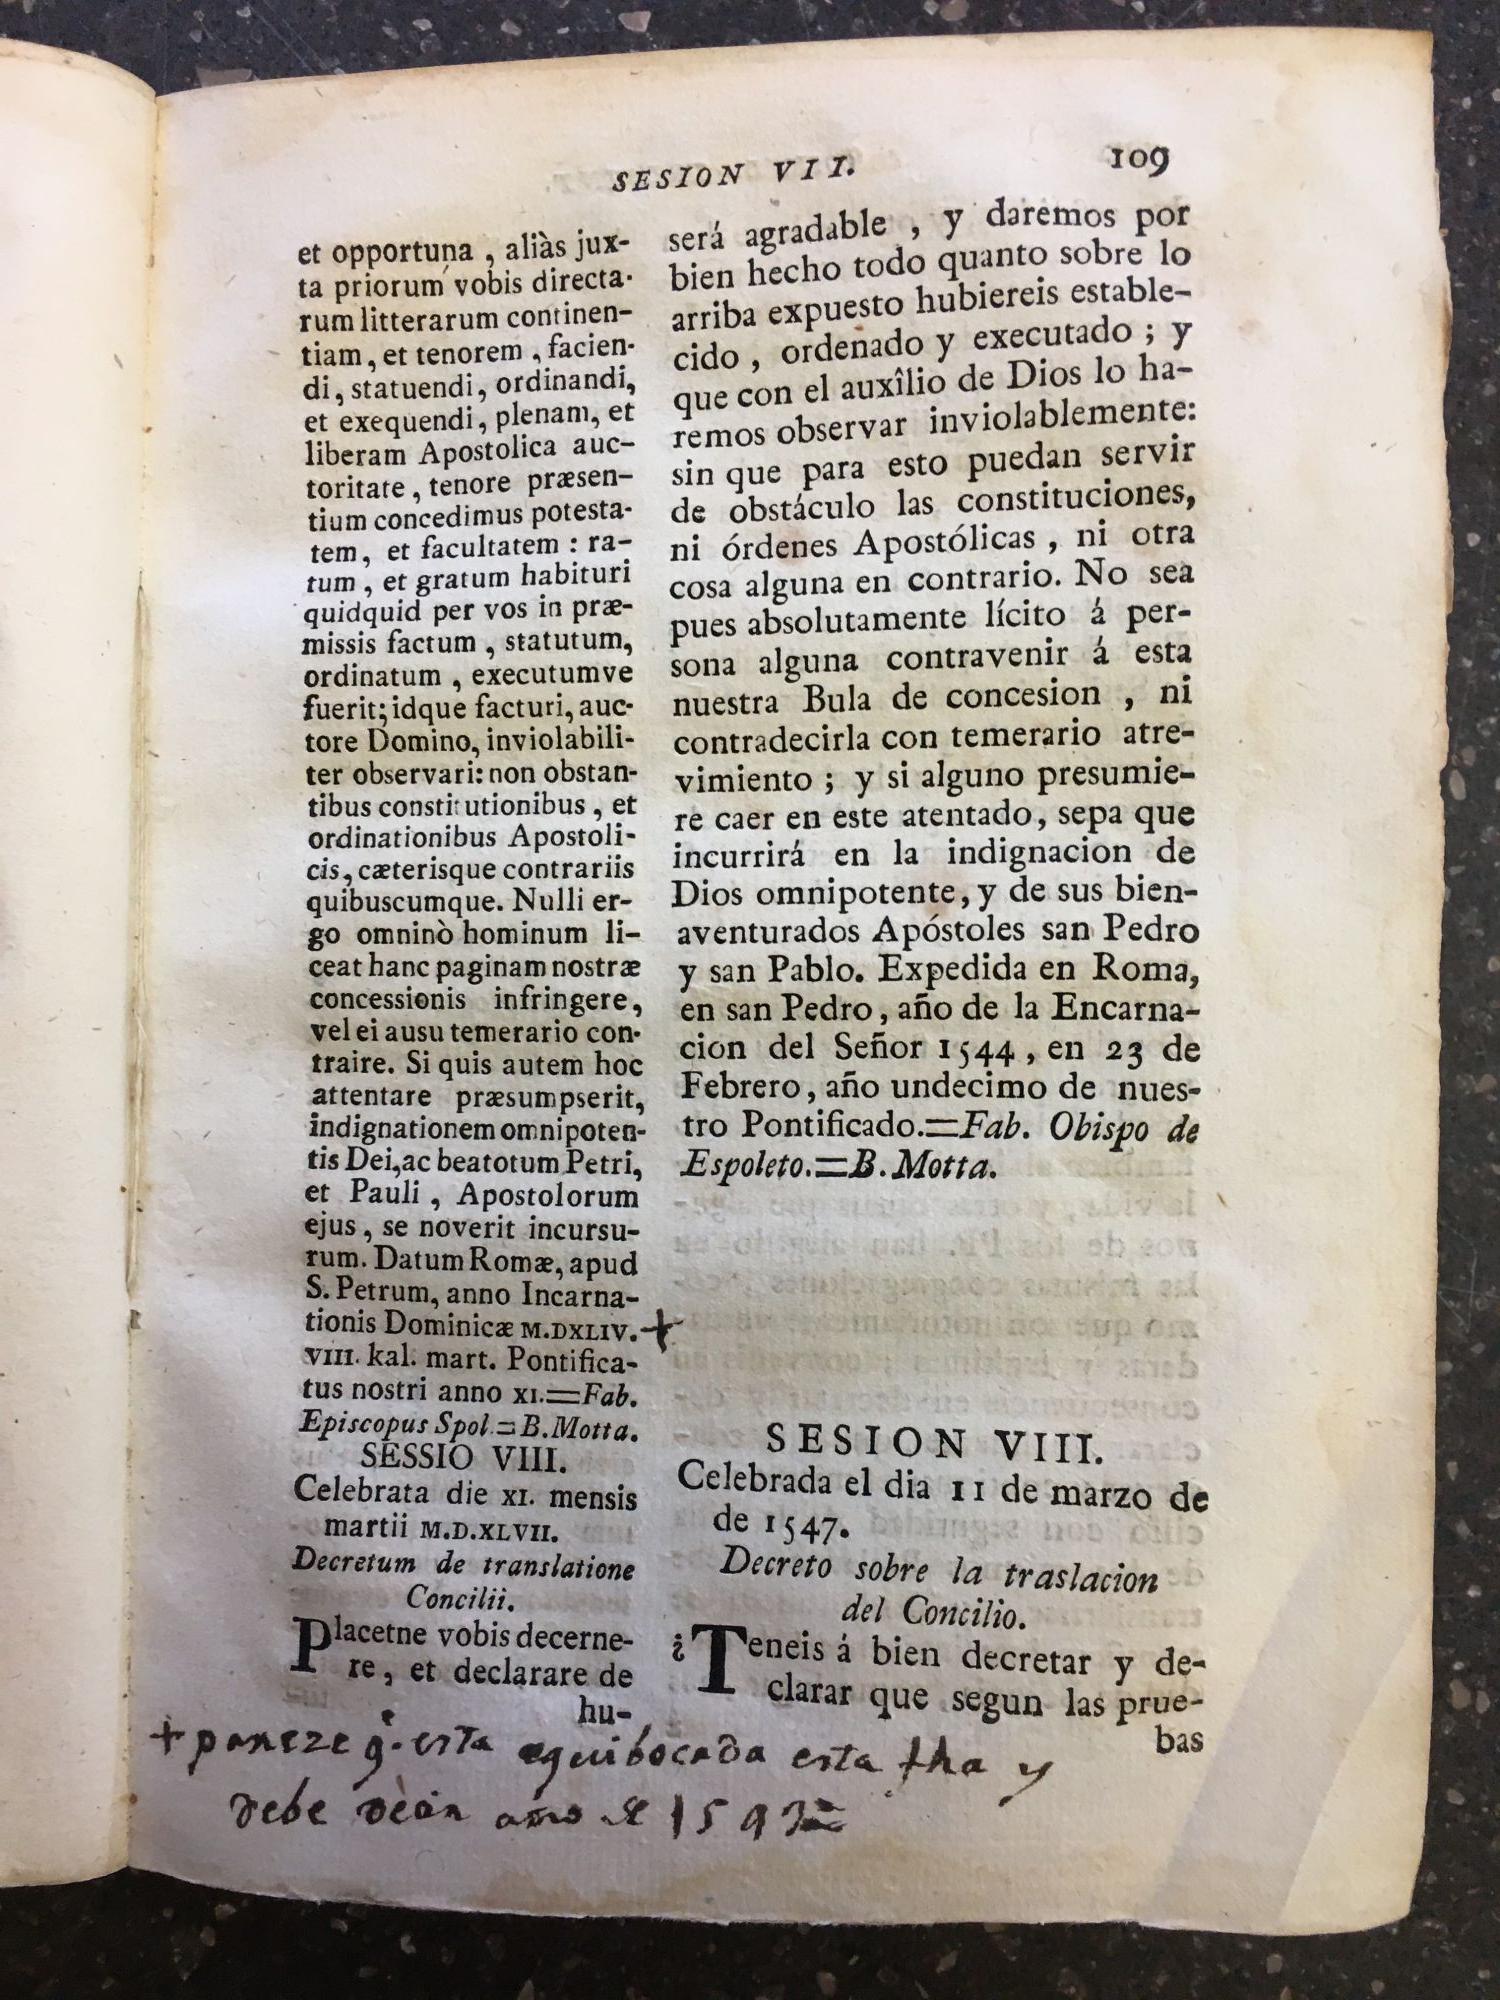 SESION VII.
109
et opportuna , aliàs jux-
ta priorum vobis directa-
rum litterarum continen-
tiam , et tenorem , facien-
di , statuendi , ordinandi,
et exequendi , plenam, et
liberam Apostolica auc-
toritate , tenore præsen-
tium concedimus potesta-
tem, et facultatem : ra-
tum , et gratum habituri
quidquid per vos in præ-
missis factum , statutum,
ordinatum , executumve
fuerit; idque facturi, auc-
tore Domino, inviolabili-
ter observari: non obstan-
tibus constitutionibus , et
ordinationibus Apostoli-
cis, cæterisque contrariis
quibuscumque. Nulli er-
go omninò hominum li-
ceat hanc paginam nostræ
concessionis infringere,
vel ei ausu temerario con-
traire. Si quis autem hoc
attentare præsumpserit,
indignationem omnipoten-
tis Dei, ac beatotum Petri,
et Pauli , Apostolorum
ejus , se noverit incursu-
rum. Datum Romæ, apud
S. Petrum, anno Incarna-
tionis Dominicæ M.DXLIV. +
VIII. kal. mart. Pontifica-
tus nostri anno XI.=Fab.
Episcopus Spol.=B. Motta.
SESSIO VIII.
Celebrata die XI. mensis
martii M.D.XLVII.
Decretum de translatione
Concilii.
Placetne vobis decerne-
re, et declarare de
hu-
será agradable , y daremos por
bien hecho todo quanto sobre lo
arriba expuesto hubiereis estable-
cido , ordenado y executado ; y
que con el auxîlio de Dios lo ha-
remos observar inviolablemente:
sin que para esto puedan servir
de obstáculo las constituciones,
ni órdenes Apostólicas , ni otra
cosa alguna en contrario. No sea
pues absolutamente lícito á per-
sona alguna contravenir á esta
nuestra Bula de concesion , ni
contradecirla con temerario atre-
vimiento ; y si alguno presumie-
re caer en este atentado, sepa que
incurrirá en la indignacion de
Dios omnipotente, y de sus bien-
aventurados Apóstoles san Pedro
y san Pablo. Expedida en Roma,
en san Pedro, año de la Encarna-
cion del Señor 1544 , en 23 de
Febrero, año undecimo de nues-
tro Pontificado.=Fab. Obispo de
Espoleto.=B. Motta.
SESION VIII.
Celebrada el dia 11 de marzo de
de 1547.
Decreto sobre la traslacion
del Concilio.
¿Teneis á bien decretar y de-
clarar que segun las prue-
bas
+ pareze q.e esta equibocada esta fha y
debe decir año de 159